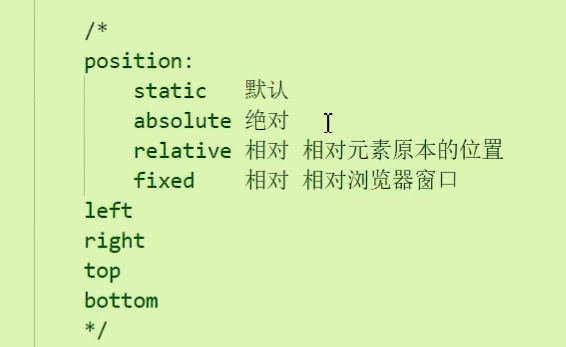 /*
position:
static 默认
absolute 绝对
relative 相对 相对元素原本的位置
fixed 相对 相对浏览器窗口
left
right
top
bottom
*/